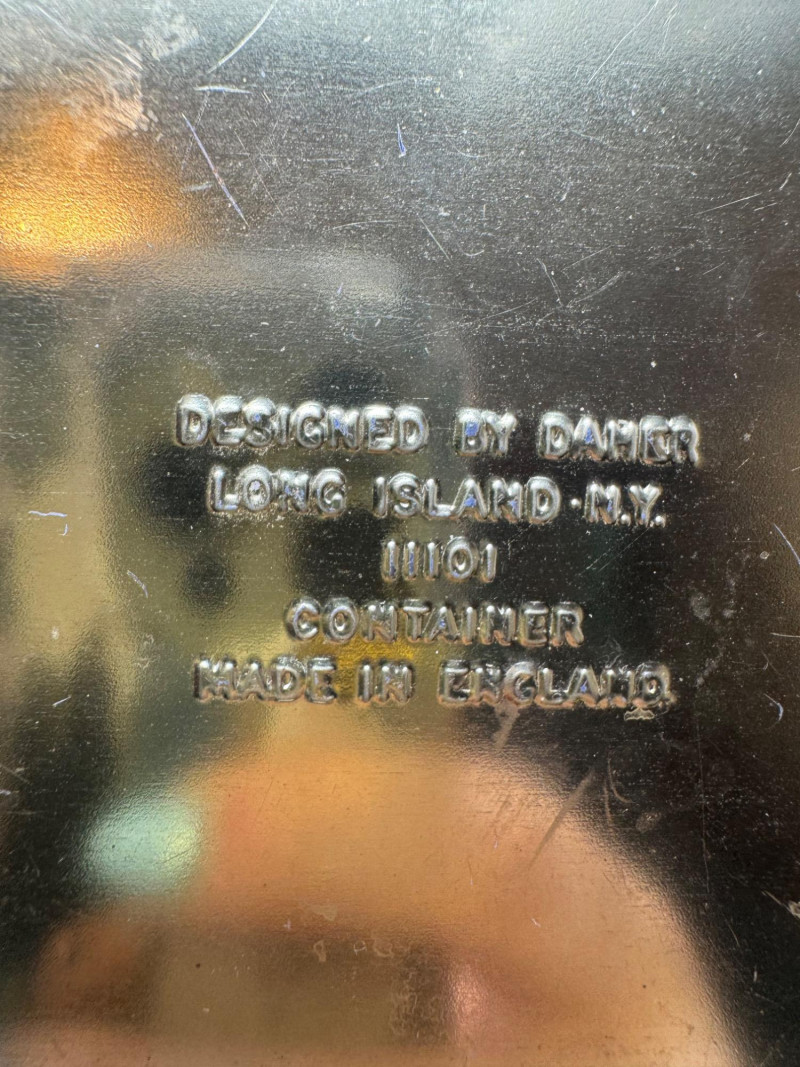 DESIGNED BY DAHER
LONG ISLAND·N.Y.
11101
CONTAINER
MADE IN ENGLAND.